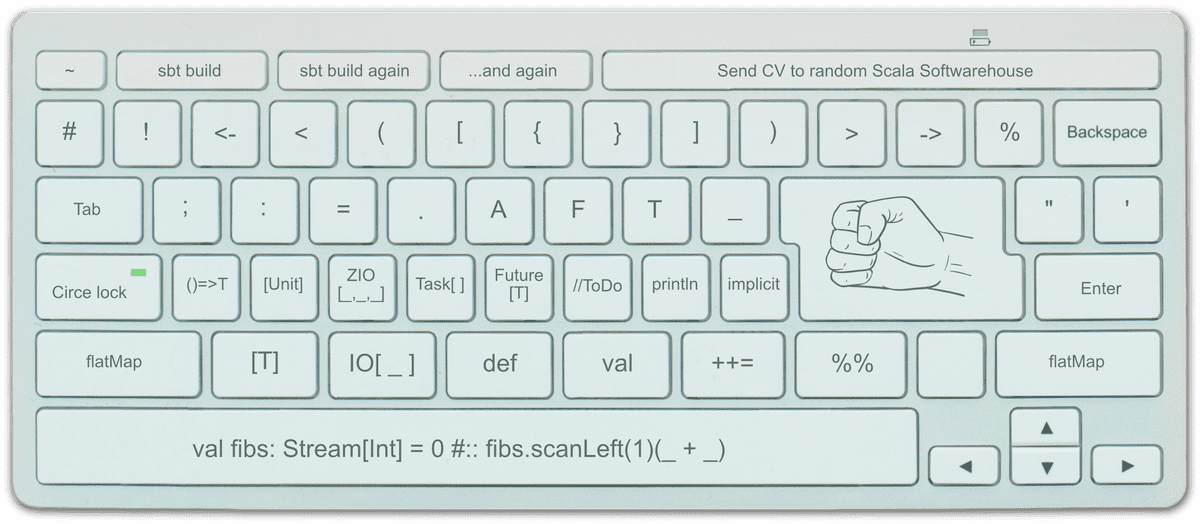 ~ sbt build sbt build again ...and again Send CV to random Scala Softwarehouse
# ! <- < ( [ { } ] ) > -> % Backspace
Tab ; : = . A F T _ " '
Circe lock ()=>T [Unit] ZIO [_,_,_] Task[ ] Future [T] //ToDo println implicit Enter
flatMap [T] IO[ _ ] def val ++= %% flatMap
val fibs: Stream[Int] = 0 #:: fibs.scanLeft(1)(_ + _) ◀ ▲ ▼ ▶